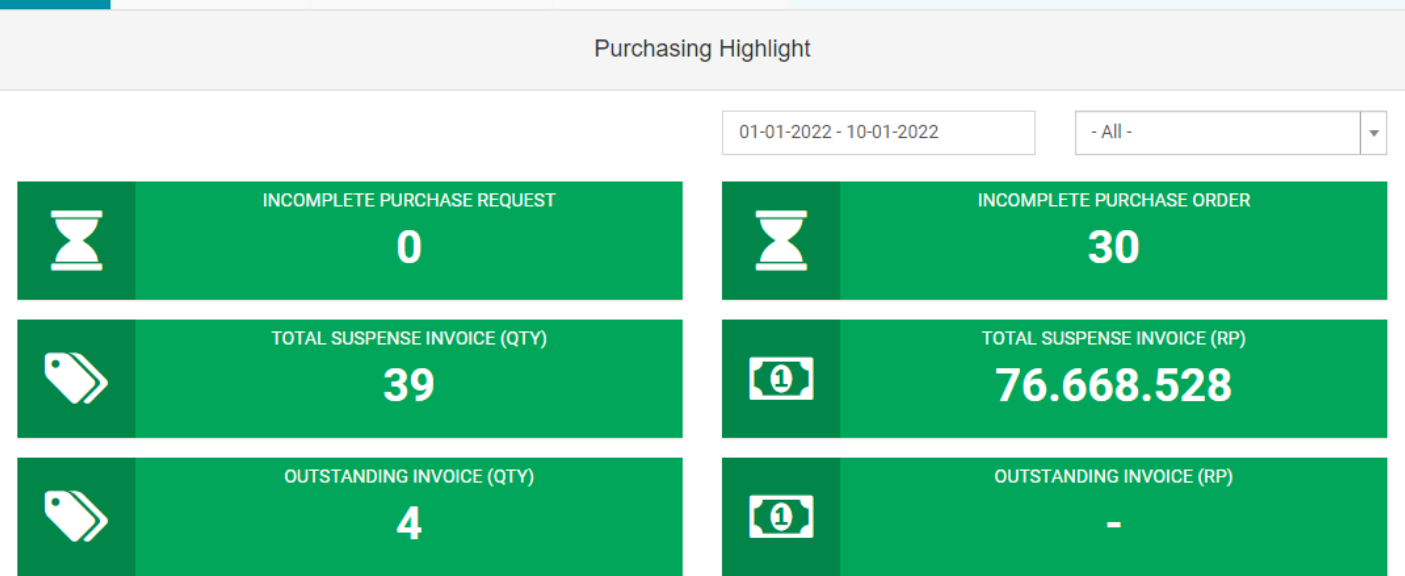 Purchasing Highlight
01-01-2022 - 10-01-2022
- All -
INCOMPLETE PURCHASE REQUEST
0
INCOMPLETE PURCHASE ORDER
30
TOTAL SUSPENSE INVOICE (QTY)
39
TOTAL SUSPENSE INVOICE (RP)
76.668.528
OUTSTANDING INVOICE (QTY)
4
OUTSTANDING INVOICE (RP)
-